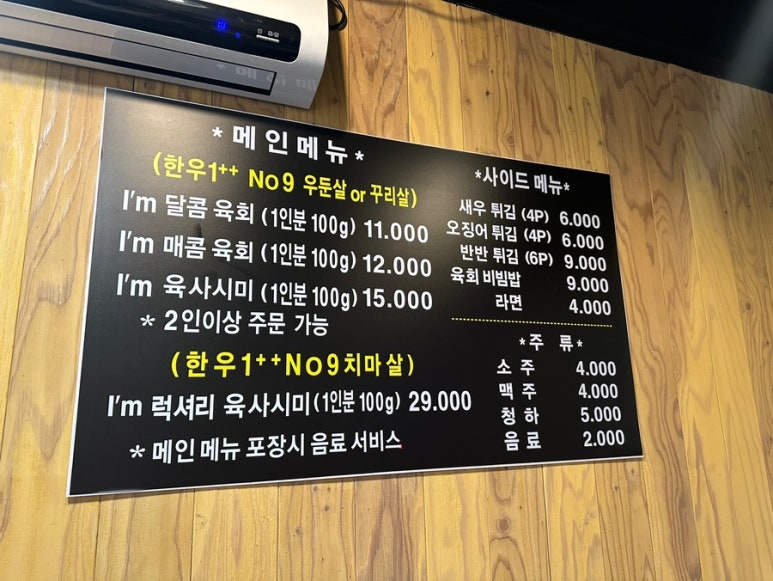 * 메인메뉴 *
(한우1++ No9 우둔살 or 꾸리살)
I'm 달콤 육회 (1인분 100g) 11.000
I'm 매콤 육회 (1인분 100g) 12.000
I'm 육사시미 (1인분 100g) 15.000
* 2인이상 주문 가능
(한우1++No9치마살)
I'm 럭셔리 육사시미(1인분 100g) 29.000
* 메인 메뉴 포장시 음료 서비스
*사이드 메뉴*
새우 튀김 (4P) 6.000
오징어 튀김 (4P) 6.000
반반 튀김 (6P) 9.000
육회 비빔밥 9.000
라면 4.000
*주 류*
소 주 4.000
맥 주 4.000
청 하 5.000
음 료 2.000